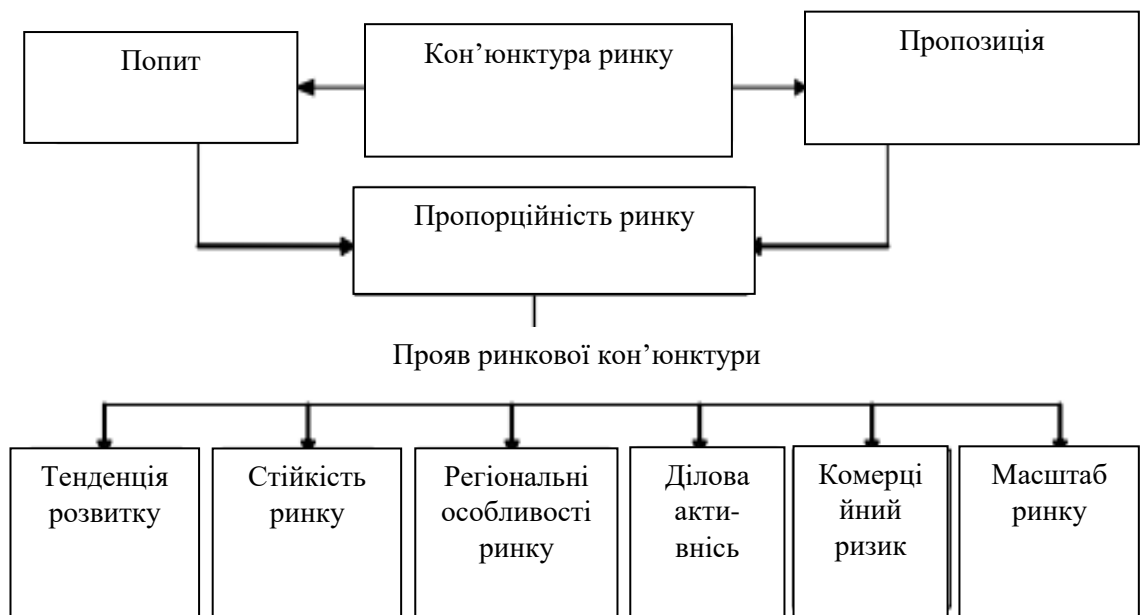 Попит
Кон’юнктура ринку
Пропозиція
Пропорційність ринку
Прояв ринкової кон’юнктури
Тенденція
розвитку
Стійкість
ринку
Регіональні
особливості
ринку
Ділова
акти-
внісь
Комерці
йний
ризик
Масштаб
ринку